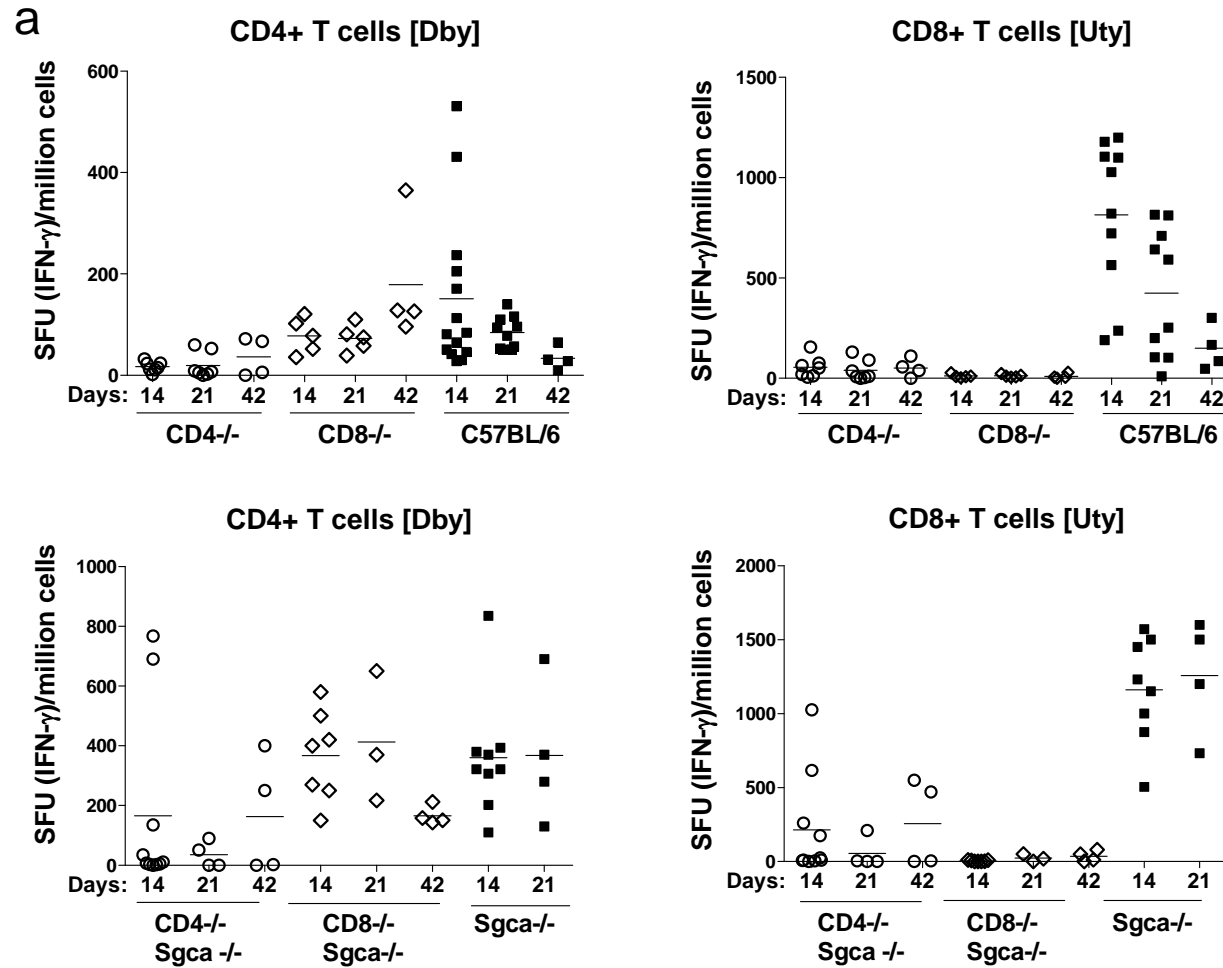 a
CD4+ T cells [Dby]
SFU (IFN-γ)/million cells
600
400
200
0
Days: 14 21 42 14 21 42 14 21 42
CD4-/- CD8-/- C57BL/6
CD8+ T cells [Uty]
SFU (IFN-γ)/million cells
1500
1000
500
0
Days: 14 21 42 14 21 42 14 21 42
CD4-/- CD8-/- C57BL/6
CD4+ T cells [Dby]
SFU (IFN-γ)/million cells
1000
800
600
400
200
0
Days: 14 21 42 14 21 42 14 21
CD4-/- CD8-/- Sgca-/-
Sgca -/- Sgca-/-
CD8+ T cells [Uty]
SFU (IFN-γ)/million cells
2000
1500
1000
500
0
Days: 14 21 42 14 21 42 14 21
CD4-/- CD8-/- Sgca-/-
Sgca -/- Sgca-/-